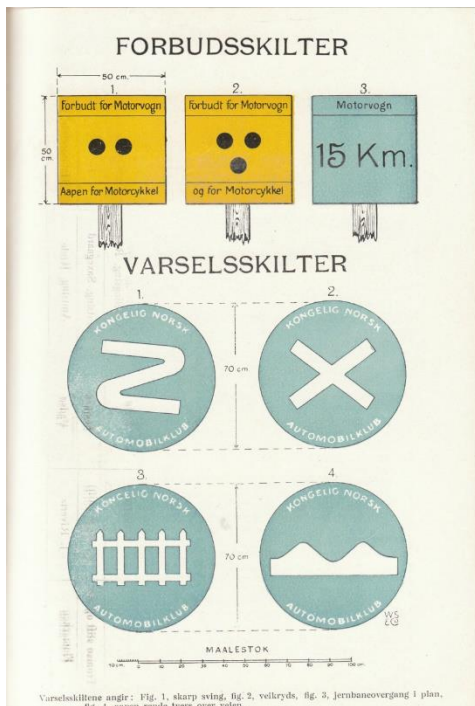 FORBUDSSKILTER
50 cm.
1.
2.
3.
50 cm.
Forbudt for Motorvogn
Aapen for Motorcykkel
Forbudt for Motorvogn
og for Motorcykkel
Motorvogn
15 Km.
VARSELSSKILTER
1.
2.
KONGELIG NORSK
AUTOMOBILKLUB
70 cm
KONGELIG NORSK
AUTOMOBILKLUB
3.
4.
KONGELIG NORSK
AUTOMOBILKLUB
70 cm
KONGELIG NORSK
AUTOMOBILKLUB
MAALESTOK
100 cm.
Varselsskiltene angir: Fig. 1, skarp sving, fig. 2, veikryds, fig. 3, jernbaneovergang i plan,